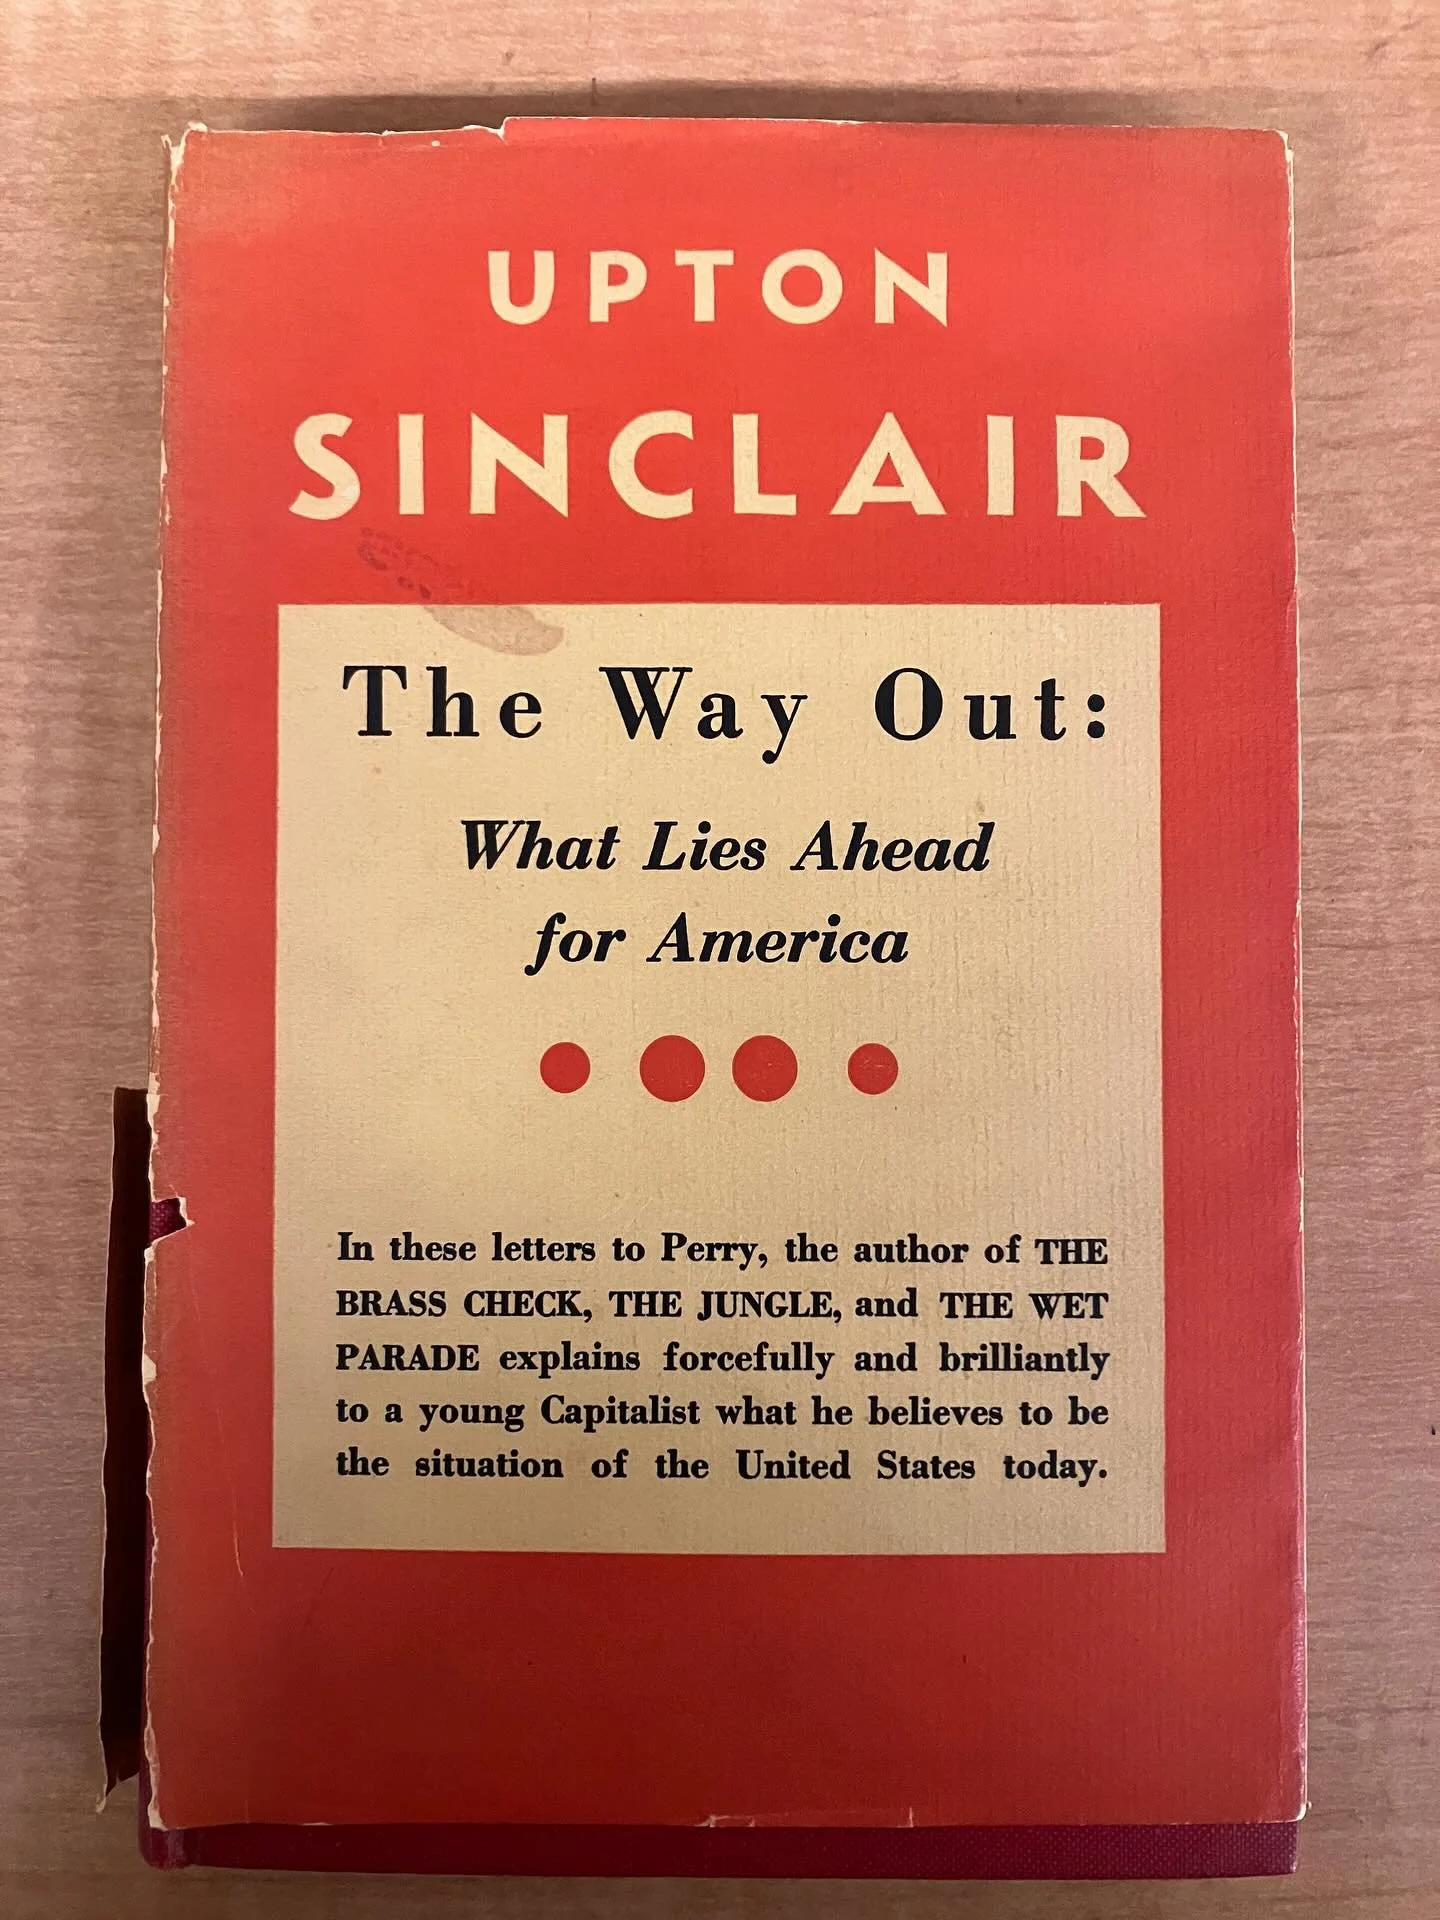 UPTON
SINCLAIR
The Way Out:
What Lies Ahead
for America
In these letters to Perry, the author of THE
BRASS CHECK, THE JUNGLE, and THE WET
PARADE explains forcefully and brilliantly
to a young Capitalist what he believes to be
the situation of the United States today.